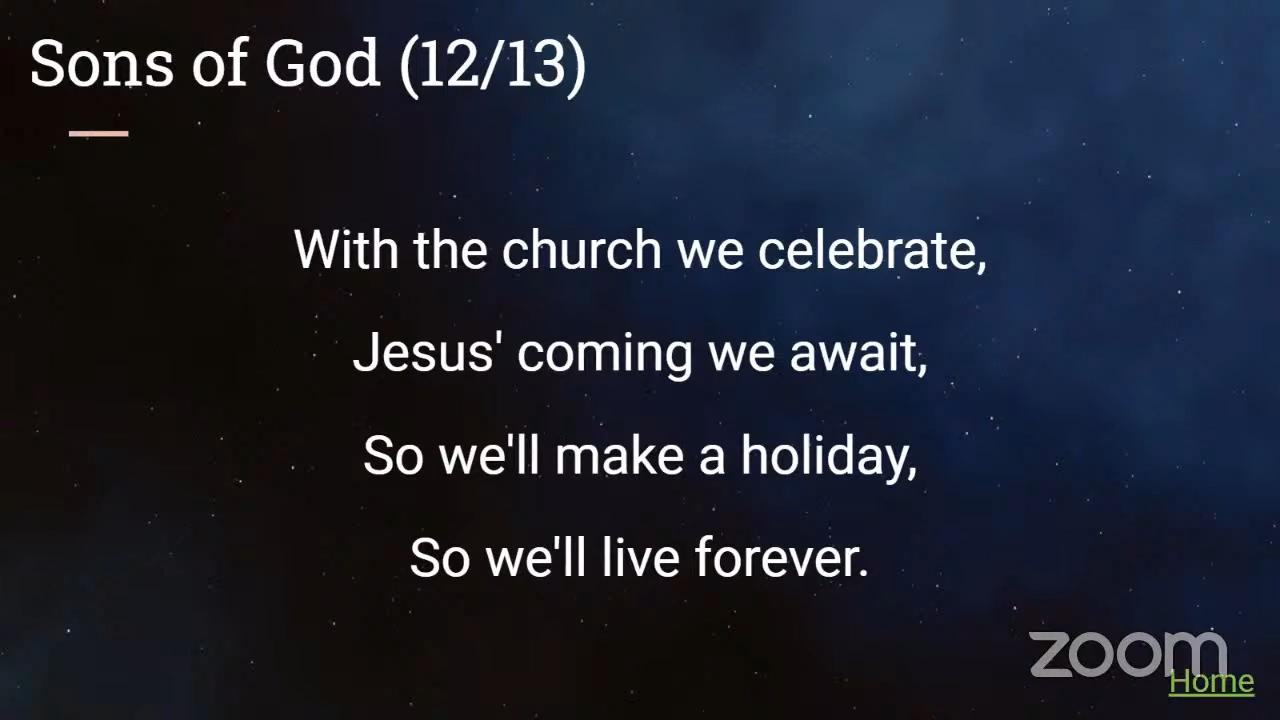 Sons of God (12/13)
With the church we celebrate,
Jesus' coming we await,
So we'll make a holiday,
So we'll live forever.
zoom
Home